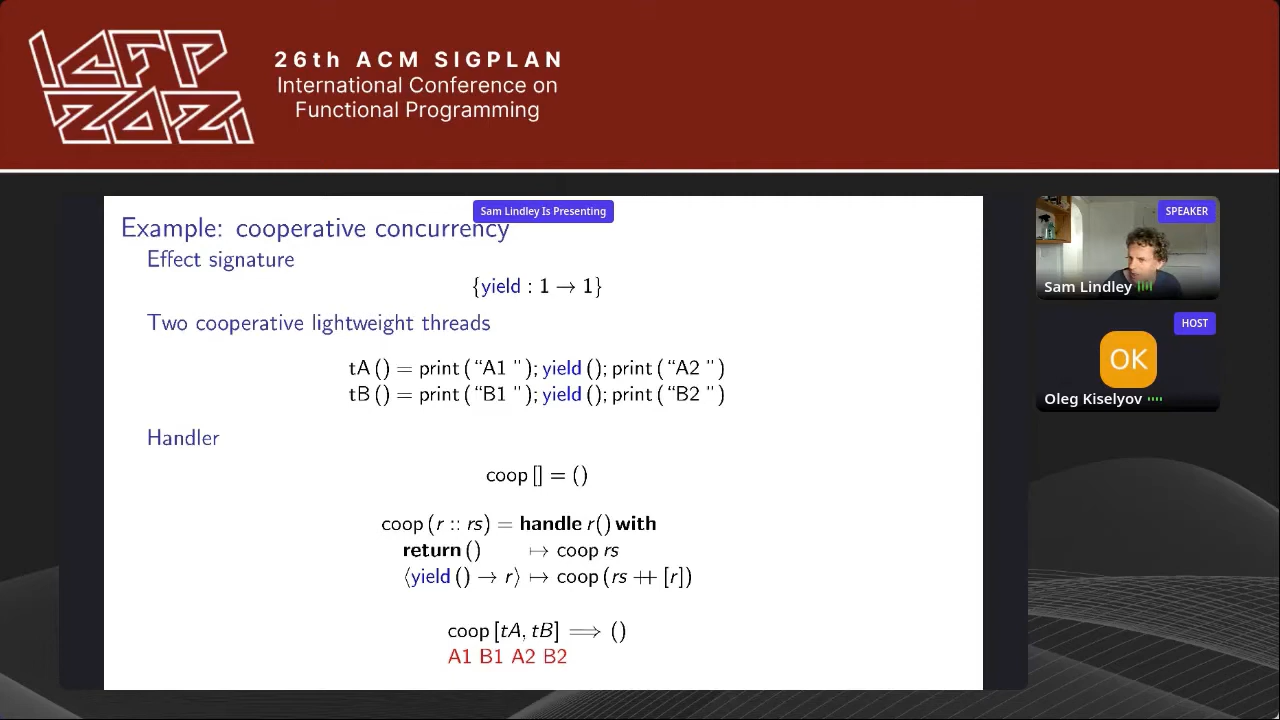 ICFP
2021
26th ACM SIGPLAN
International Conference on
Functional Programming
Sam Lindley Is Presenting
Example: cooperative concurrency
Effect signature
{yield : 1 → 1}
Two cooperative lightweight threads
tA () = print (“A1 ”); yield (); print (“A2 ”)
tB () = print (“B1 ”); yield (); print (“B2 ”)
Handler
coop [] = ()
coop (r :: rs) = handle r() with
return () ↦ coop rs
⟨yield () → r⟩ ↦ coop (rs ++ [r])
coop [tA, tB] ⟹ ()
A1 B1 A2 B2
SPEAKER
Sam Lindley
HOST
OK
Oleg Kiselyov